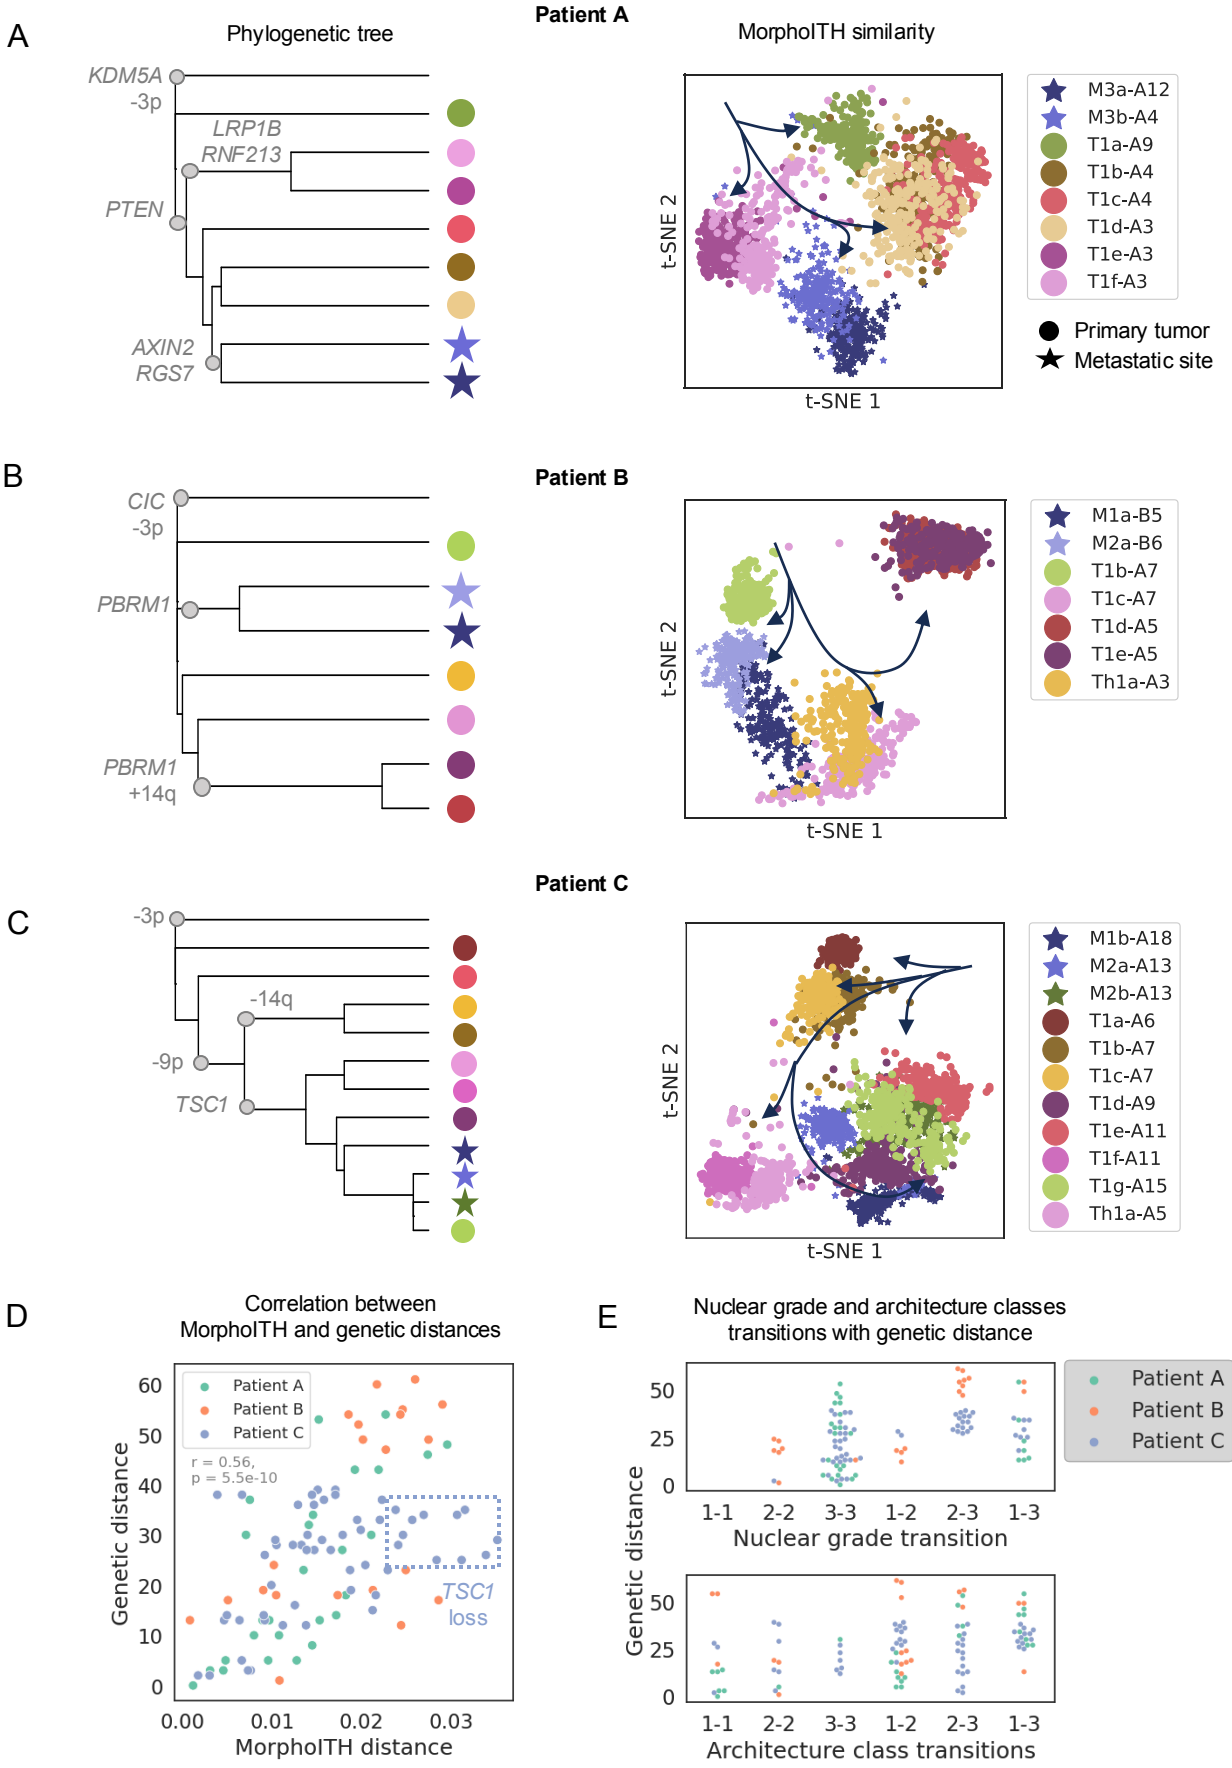 Patient A
A
Phylogenetic tree
MorphoITH similarity
KDM5A
-3p
LRP1B
RNF213
PTEN
AXIN2
RGS7
t-SNE 2
t-SNE 1
M3a-A12
M3b-A4
T1a-A9
T1b-A4
T1c-A4
T1d-A3
T1e-A3
T1f-A3
Primary tumor
Metastatic site
B
Patient B
CIC
-3p
PBRM1
PBRM1
+14q
t-SNE 2
t-SNE 1
M1a-B5
M2a-B6
T1b-A7
T1c-A7
T1d-A5
T1e-A5
Th1a-A3
Patient C
C
-3p
-14q
-9p
TSC1
t-SNE 2
t-SNE 1
M1b-A18
M2a-A13
M2b-A13
T1a-A6
T1b-A7
T1c-A7
T1d-A9
T1e-A11
T1f-A11
T1g-A15
Th1a-A5
D
Correlation between
MorphoITH and genetic distances
Genetic distance
60
50
40
30
20
10
0
Patient A
Patient B
Patient C
r = 0.56,
p = 5.5e-10
TSC1
loss
0.00 0.01 0.02 0.03
MorphoITH distance
E
Nuclear grade and architecture classes
transitions with genetic distance
Genetic distance
50
25
0
1-1 2-2 3-3 1-2 2-3 1-3
Nuclear grade transition
Patient A
Patient B
Patient C
50
25
0
1-1 2-2 3-3 1-2 2-3 1-3
Architecture class transitions